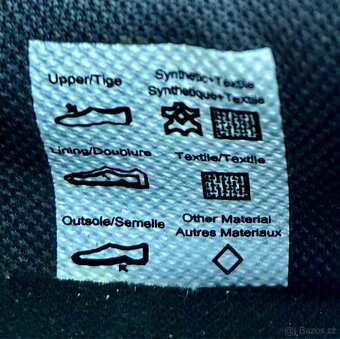 Upper/Tige
Synthetic+Textile
Synthetique+Textile
Lining/Doublure
Textile/Textile
Outsole/Semelle
Other Material
Autres Materiaux
Bazos.cz